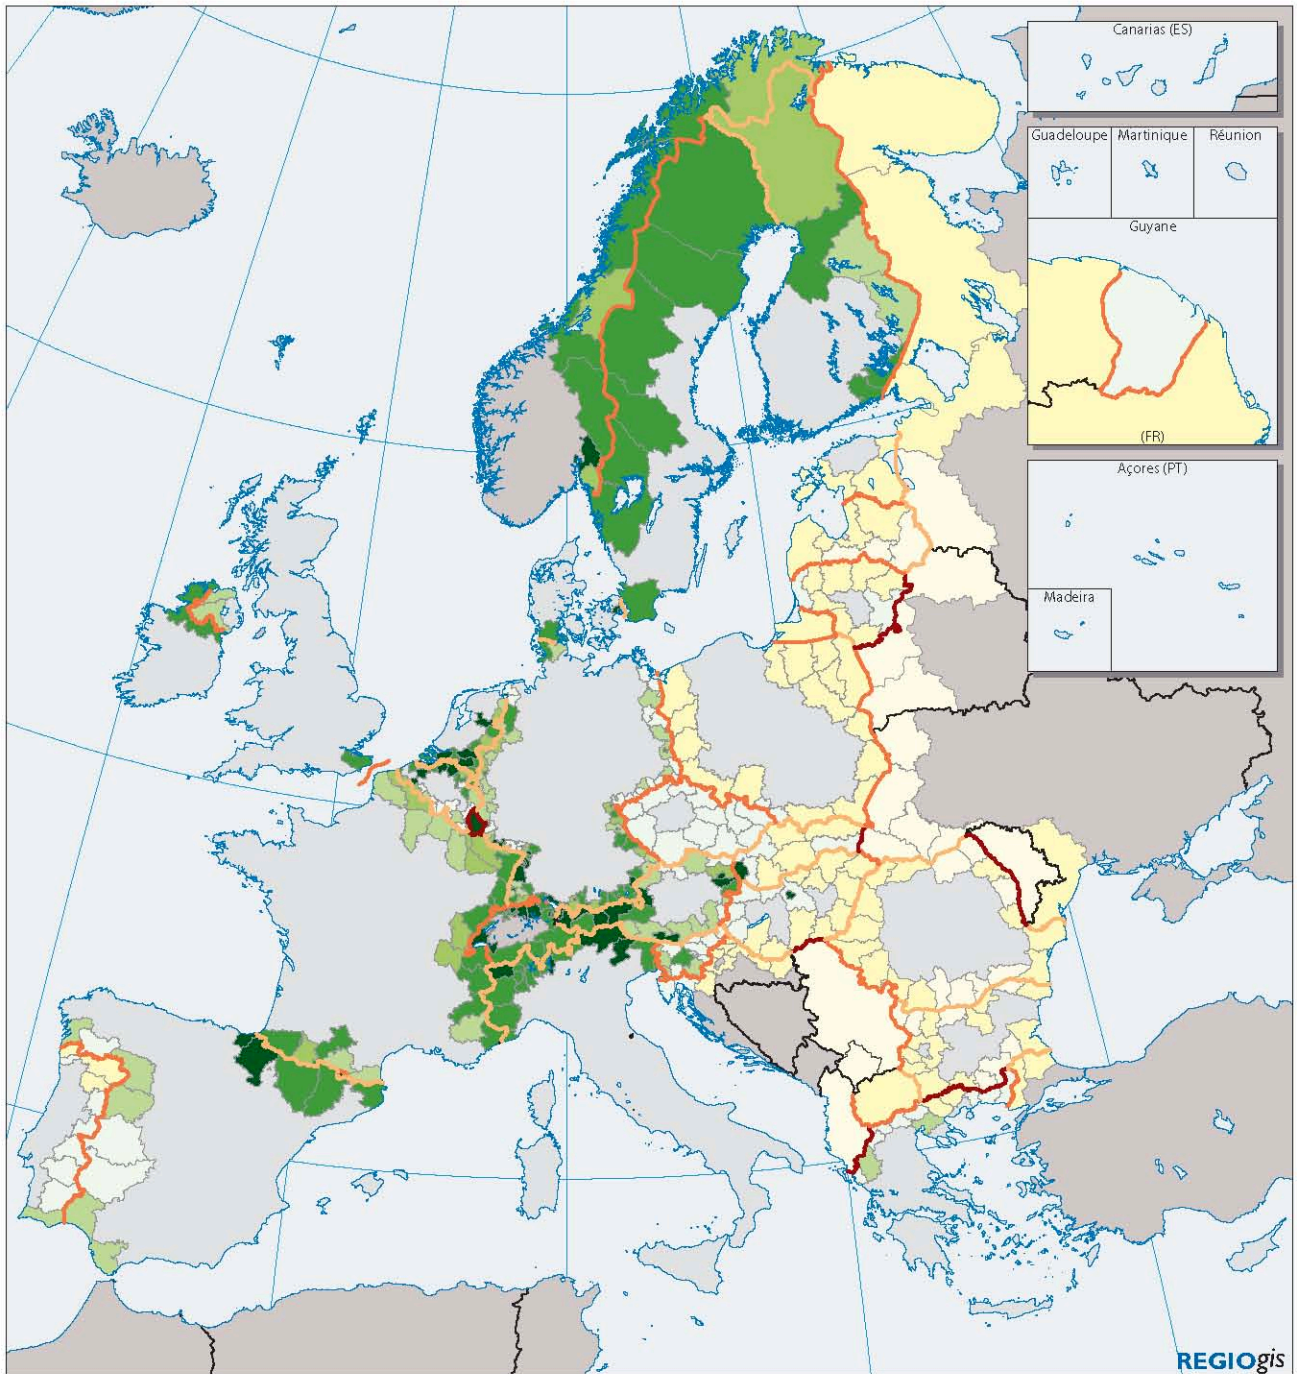 Canarias (ES)
Guadeloupe
Martinique
Réunion
Guyane
(FR)
Açores (PT)
Madeira
REGIOgis